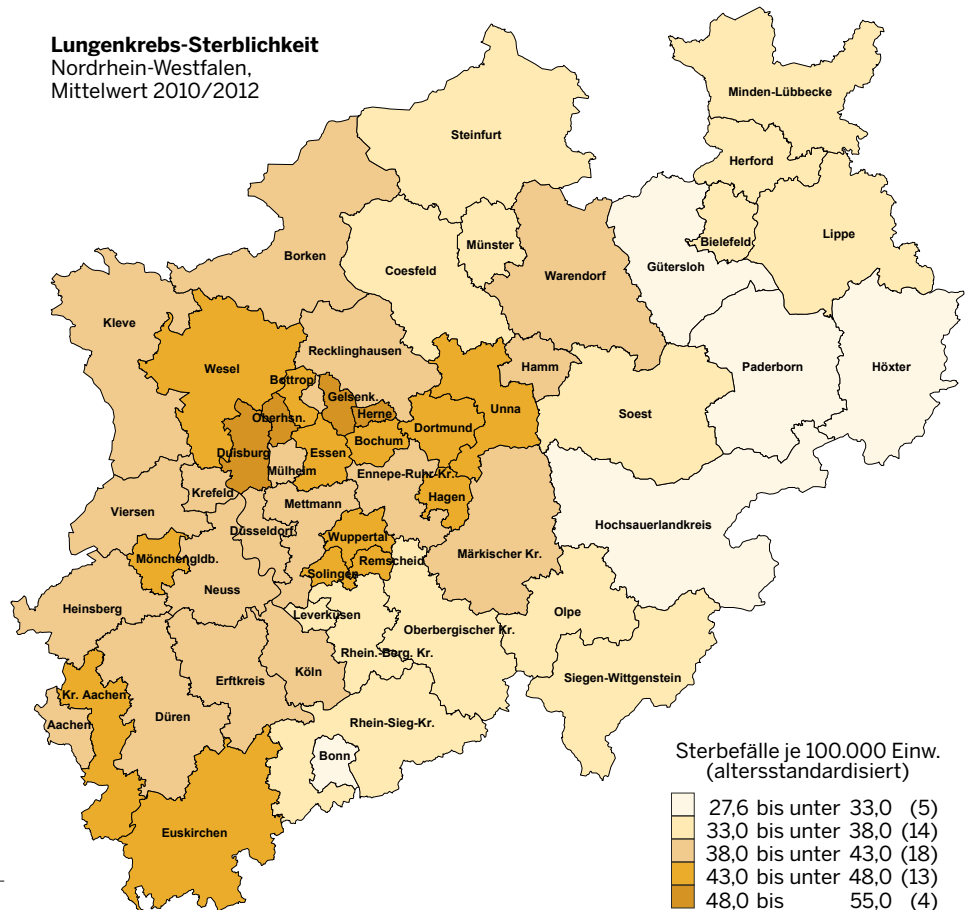 Lungenkrebs-Sterblichkeit
Nordrhein-Westfalen,
Mittelwert 2010/2012
Minden-Lübbecke
Steinfurt
Herford
Münster
Bielefeld
Lippe
Borken
Coesfeld
Warendorf
Gütersloh
Kleve
Recklinghausen
Hamm
Paderborn
Höxter
Wesel
Bottrop
Gelsenk.
Oberhsn.
Herne
Unna
Soest
Dortmund
Bochum
Duisburg
Essen
Mülheim
Ennepe-Ruhr-Kr.
Krefeld
Mettmann
Hagen
Viersen
Düsseldorf
Hochsauerlandkreis
Wuppertal
Märkischer Kr.
Mönchengldb.
Remscheid
Solingen
Neuss
Heinsberg
Leverkusen
Olpe
Oberbergischer Kr.
Rhein.-Berg. Kr.
Köln
Erftkreis
Siegen-Wittgenstein
Kr. Aachen
Aachen
Düren
Rhein-Sieg-Kr.
Bonn
Euskirchen
Sterbefälle je 100.000 Einw.
(altersstandardisiert)
27,6 bis unter 33,0 (5)
33,0 bis unter 38,0 (14)
38,0 bis unter 43,0 (18)
43,0 bis unter 48,0 (13)
48,0 bis 55,0 (4)